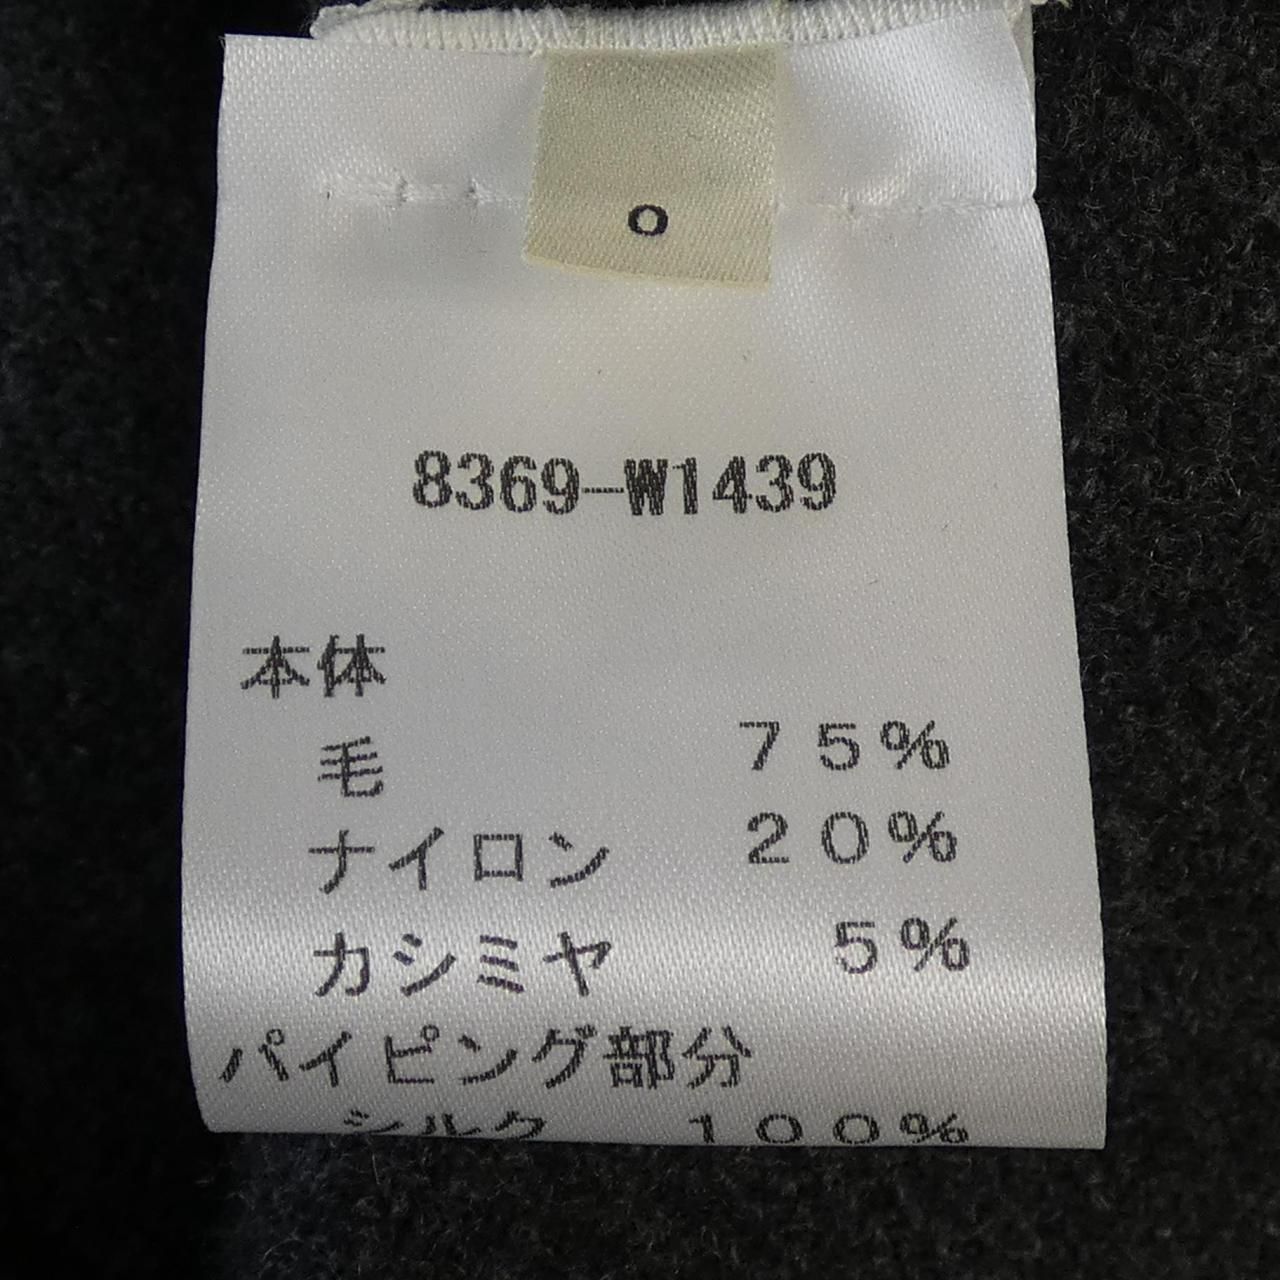 0
8369-W1439
本体
毛 75%
ナイロン 20%
カシミヤ 5%
パイピング部分
シルク 100%